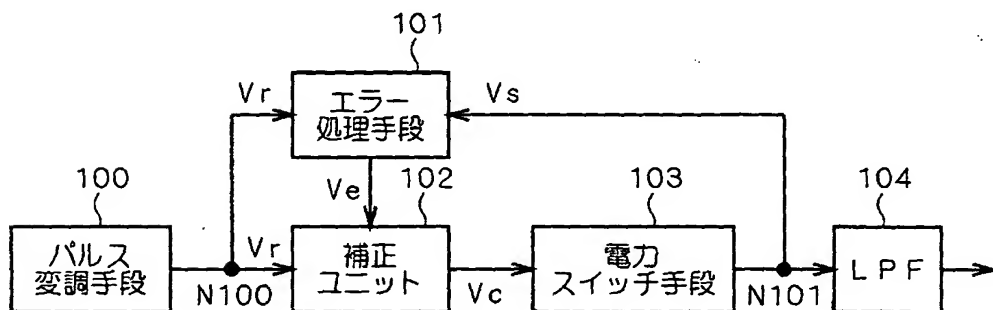 101
Vr
エラー
処理手段
Vs
100
Ve
102
103
104
パルス
変調手段
Vr
N100
補正
ユニット
Vc
電力
スイッチ手段
N101
LPF